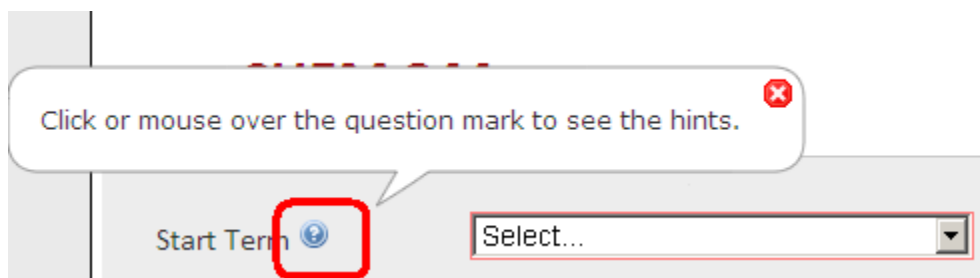 Click or mouse over the question mark to see the hints.
Start Term
Select...